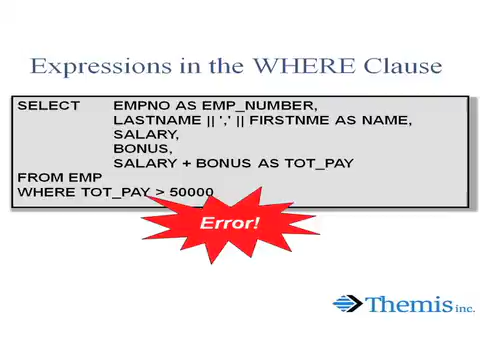 Expressions in the WHERE Clause
SELECT EMPNO AS EMP_NUMBER,
LASTNAME || ',' || FIRSTNME AS NAME,
SALARY,
BONUS,
SALARY + BONUS AS TOT_PAY
FROM EMP
WHERE TOT_PAY > 50000
Error!
Themis inc.